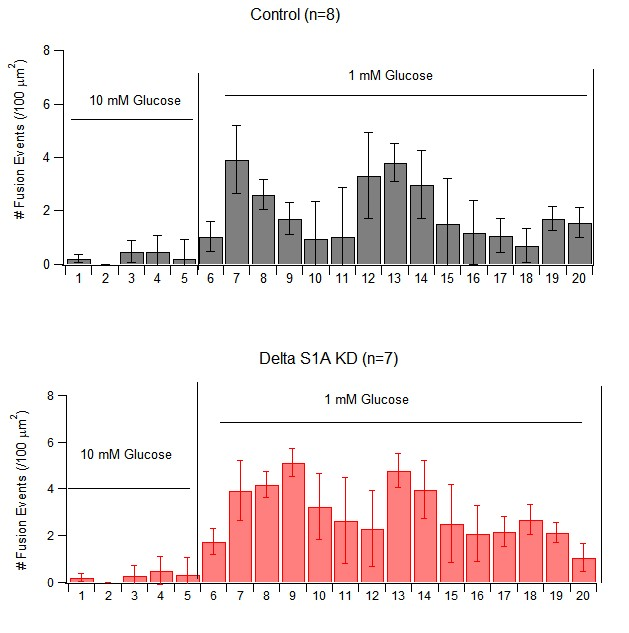 Control (n=8)
# Fusion Events (/100 µm²)
8
6
4
2
0
10 mM Glucose
1 mM Glucose
1 2 3 4 5 6 7 8 9 10 11 12 13 14 15 16 17 18 19 20
Delta S1A KD (n=7)
# Fusion Events (/100 µm²)
8
6
4
2
0
1 mM Glucose
10 mM Glucose
1 2 3 4 5 6 7 8 9 10 11 12 13 14 15 16 17 18 19 20